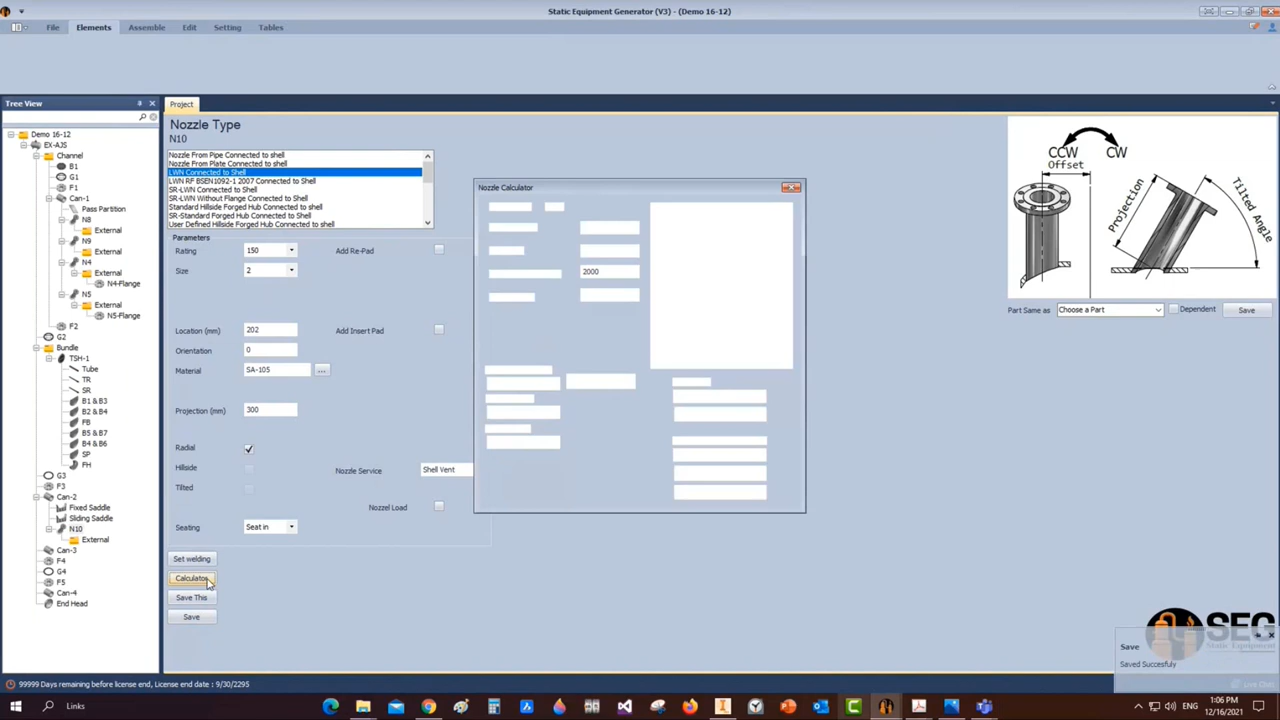 Static Equipment Generator (V3) - (Demo 16-12)
File Elements Assemble Edit Setting Tables
Tree View
Demo 16-12
EX-AJS
Channel
B1
G1
F1
Can-1
Pass Partition
N8
External
N9
External
N4
External
N4-Flange
N5
External
N5-Flange
F2
G2
Bundle
TSH-1
Tube
TR
SR
B1 & B3
B2 & B4
FB
B5 & B7
B4 & B6
SP
FH
G3
F3
Can-2
Fixed Saddle
Sliding Saddle
N10
External
Can-3
F4
G4
F5
Can-4
End Head
Project
Nozzle Type
N10
Nozzle From Pipe Connected to shell
Nozzle From Plate Connected to shell
LWN Connected to Shell
LWN RF BSEN1092-1 2007 Connected to Shell
SR-LWN Connected to Shell
SR-LWN Without Flange Connected to Shell
Standard Hillside Forged Hub Connected to shell
SR-Standard Forged Hub Connected to Shell
User Defined Hillside Forged Hub Connected to shell
Parameters
Rating 150 Add Re-Pad
Size 2
Location (mm) 202 Add Insert Pad
Orientation 0
Material SA-105 ...
Projection (mm) 300
Radial
Hillside Nozzle Service Shell Vent
Tilted
Nozzel Load
Seating Seat in
Set welding
Calculator
Save This
Save
Nozzle Calculator
2000
CCW CW
Offset
Projection
Tilted Angle
Part Same as Choose a Part Dependent Save
SEG
Static Equipment
Save
Saved Succesfuly
Live Chat
99999 Days remaining before license end, License end date : 9/30/2295
Links
ENG
1:06 PM
12/16/2021